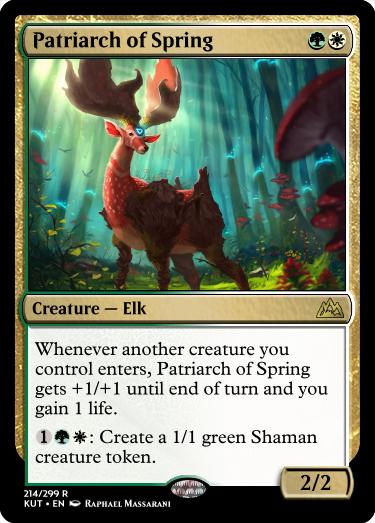 Patriarch of Spring
Creature — Elk
Whenever another creature you
control enters, Patriarch of Spring
gets +1/+1 until end of turn and you
gain 1 life.
1: Create a 1/1 green Shaman
creature token.
2/2
214/299 R
KUT • EN Raphael Massarani